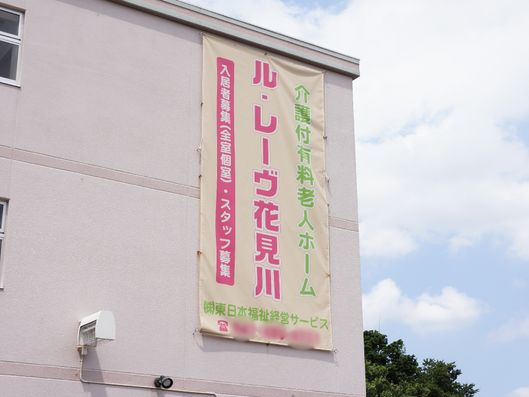 介護付有料老人ホーム
ル・レーヴ花見川
入居者募集(全室個室)・スタッフ募集
㈱東日本福祉経営サービス
☎